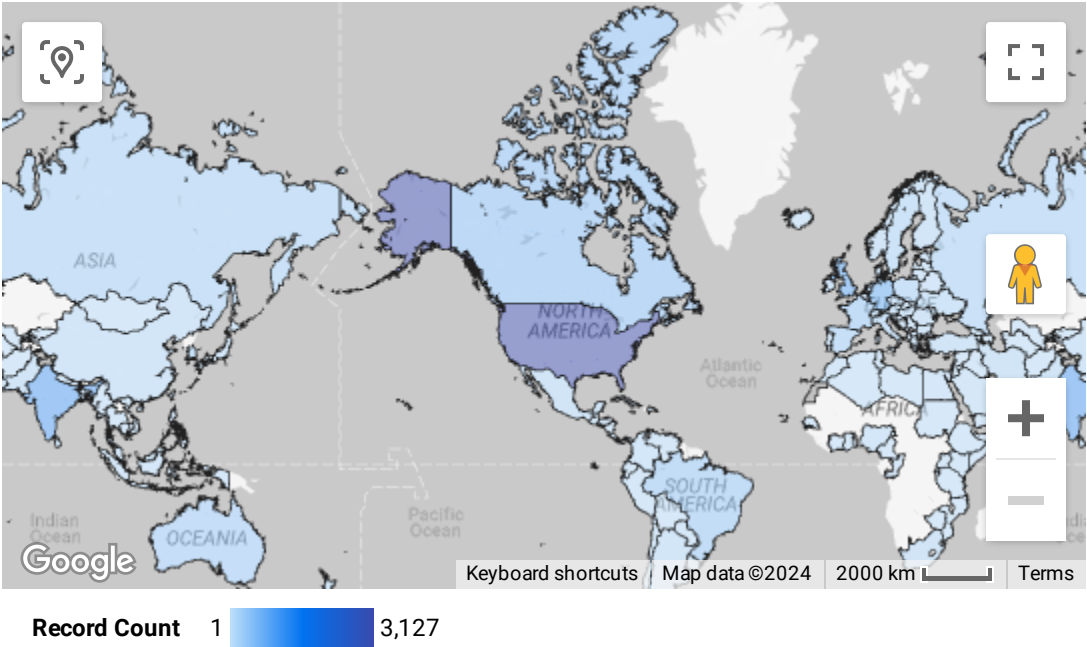 ASIA
NORTH
AMERICA
Atlantic
Ocean
AFRICA
SOUTH
AMERICA
Pacific
Ocean
Indian
Ocean
OCEANIA
Google
Keyboard shortcuts
Map data ©2024
2000 km
Terms
Record Count 1 3,127